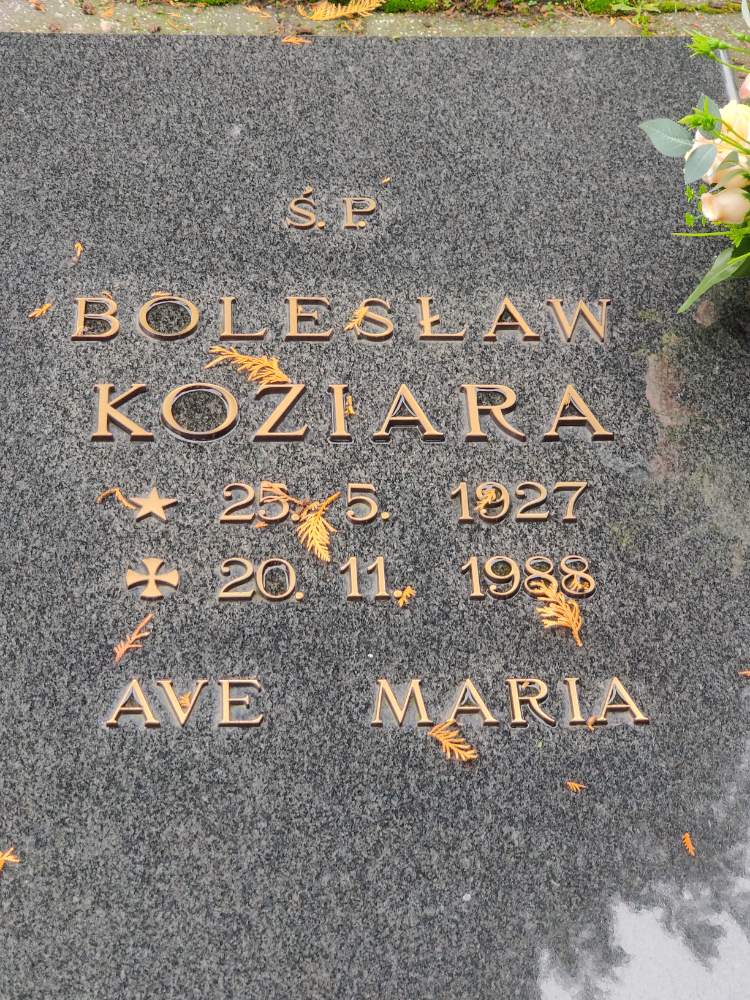 Ś.P.
BOLESŁAW
KOZIARA
★ 25. 5. 1927
✠ 20. 11. 1988
AVE MARIA